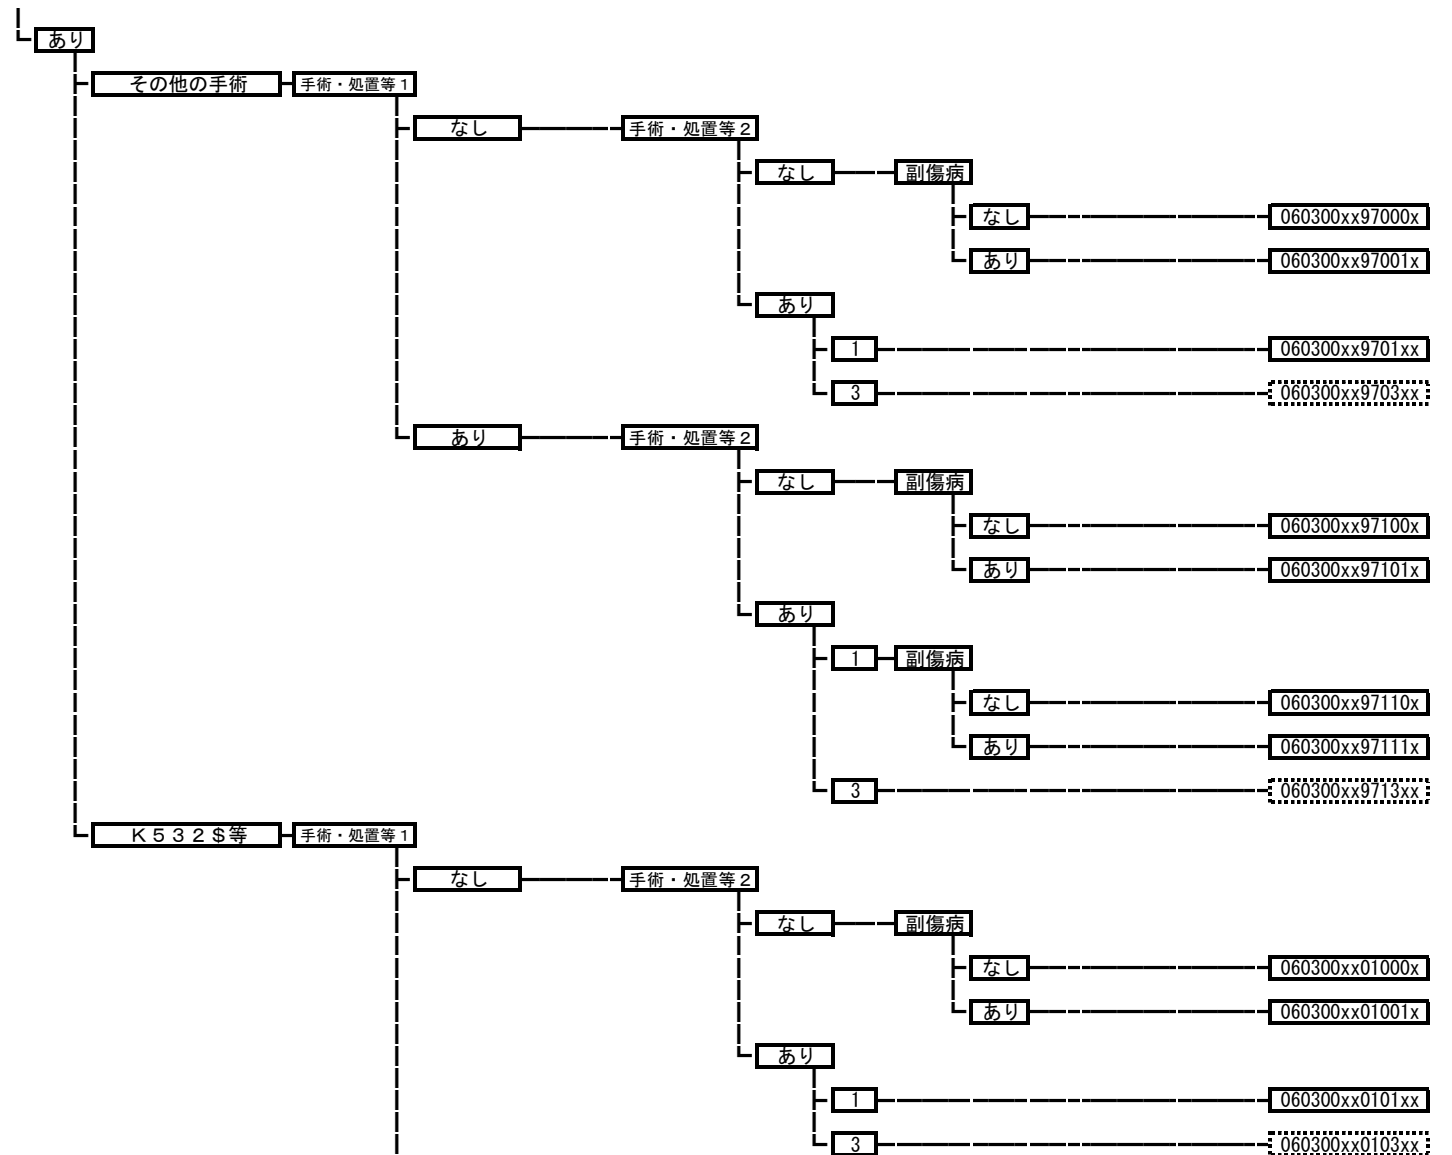 あり
その他の手術 手術・処置等１
なし 手術・処置等２
なし 副傷病
なし 060300xx97000x
あり 060300xx97001x
あり
1 060300xx9701xx
3 060300xx9703xx
あり 手術・処置等２
なし 副傷病
なし 060300xx97100x
あり 060300xx97101x
あり
1 副傷病
なし 060300xx97110x
あり 060300xx97111x
3 060300xx9713xx
Ｋ５３２＄等 手術・処置等１
なし 手術・処置等２
なし 副傷病
なし 060300xx01000x
あり 060300xx01001x
あり
1 060300xx0101xx
3 060300xx0103xx